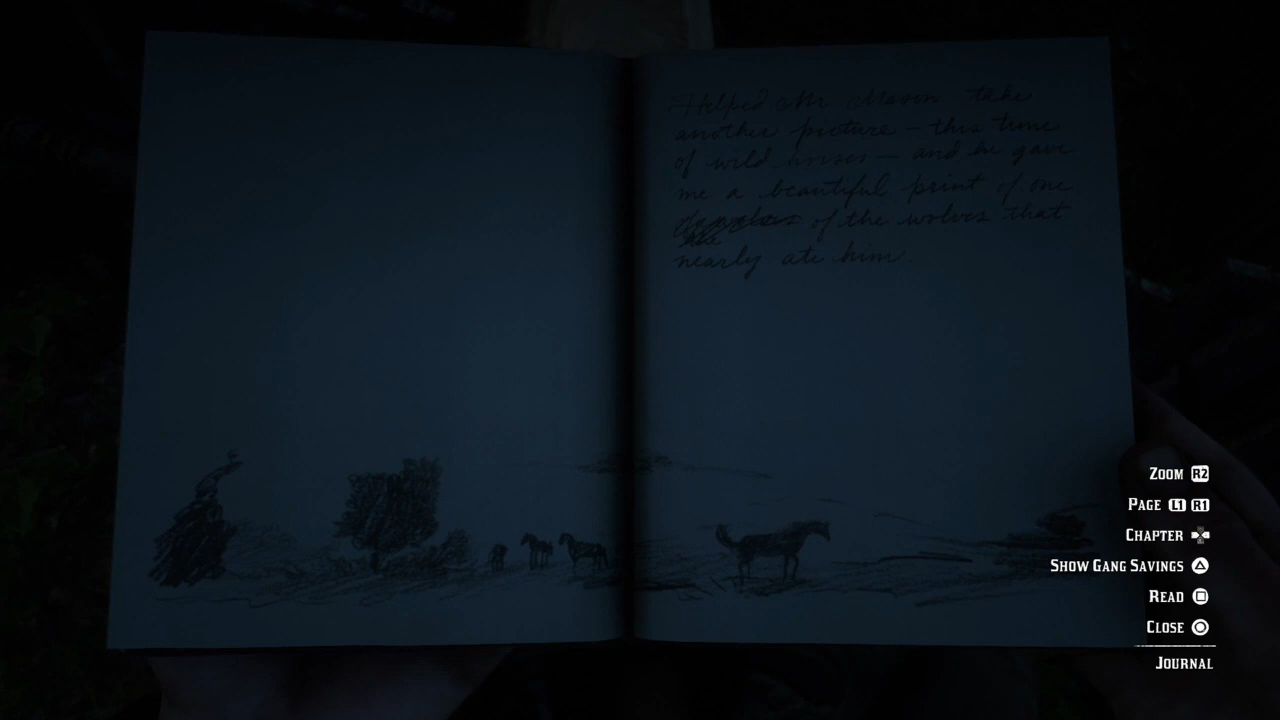 Helped Mr Mason take
another picture – this time
of wild horses – and he gave
me a beautiful print of one
of the wolves that
nearly ate him.
ZOOM R2
PAGE L1 R1
CHAPTER
SHOW GANG SAVINGS
READ
CLOSE
JOURNAL